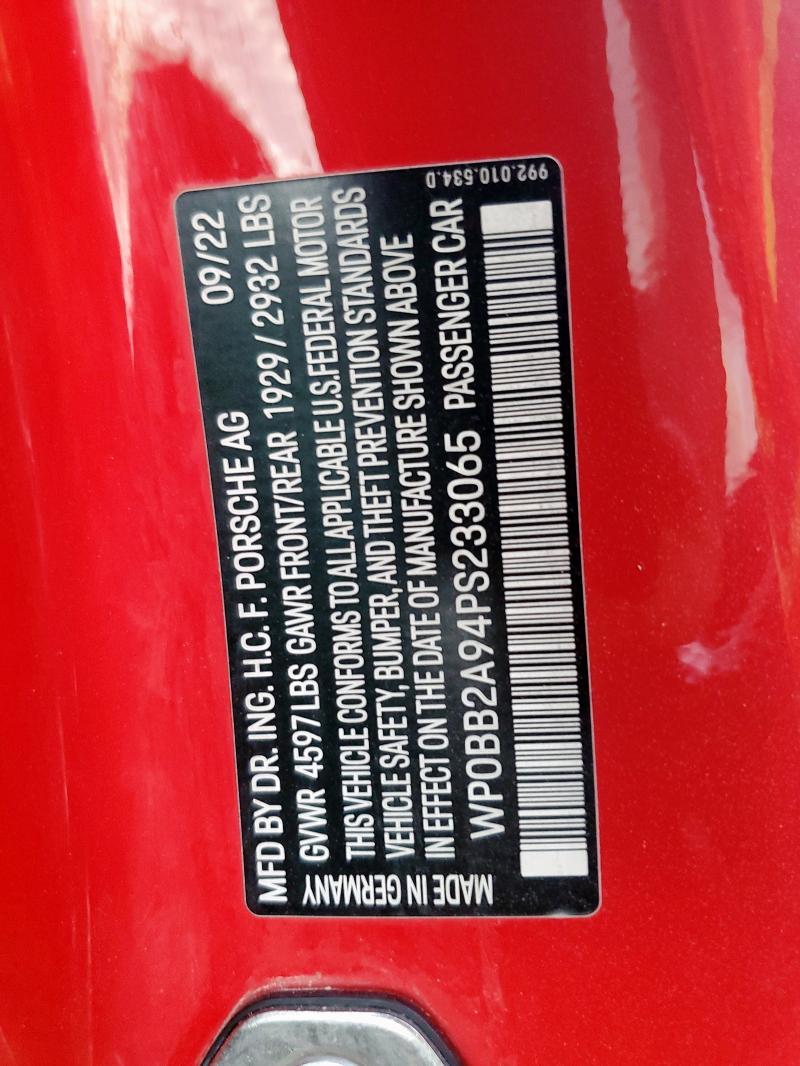 MFD BY DR. ING. H.C. F. PORSCHE AG 09/22
GVWR 4597LBS GAWR FRONT/REAR 1929 / 2932 LBS
THIS VEHICLE CONFORMS TO ALL APPLICABLE U.S.FEDERAL MOTOR
VEHICLE SAFETY, BUMPER, AND THEFT PREVENTION STANDARDS
IN EFFECT ON THE DATE OF MANUFACTURE SHOWN ABOVE
WP0BB2A94PS233065 PASSENGER CAR
MADE IN GERMANY
992.010.534.D